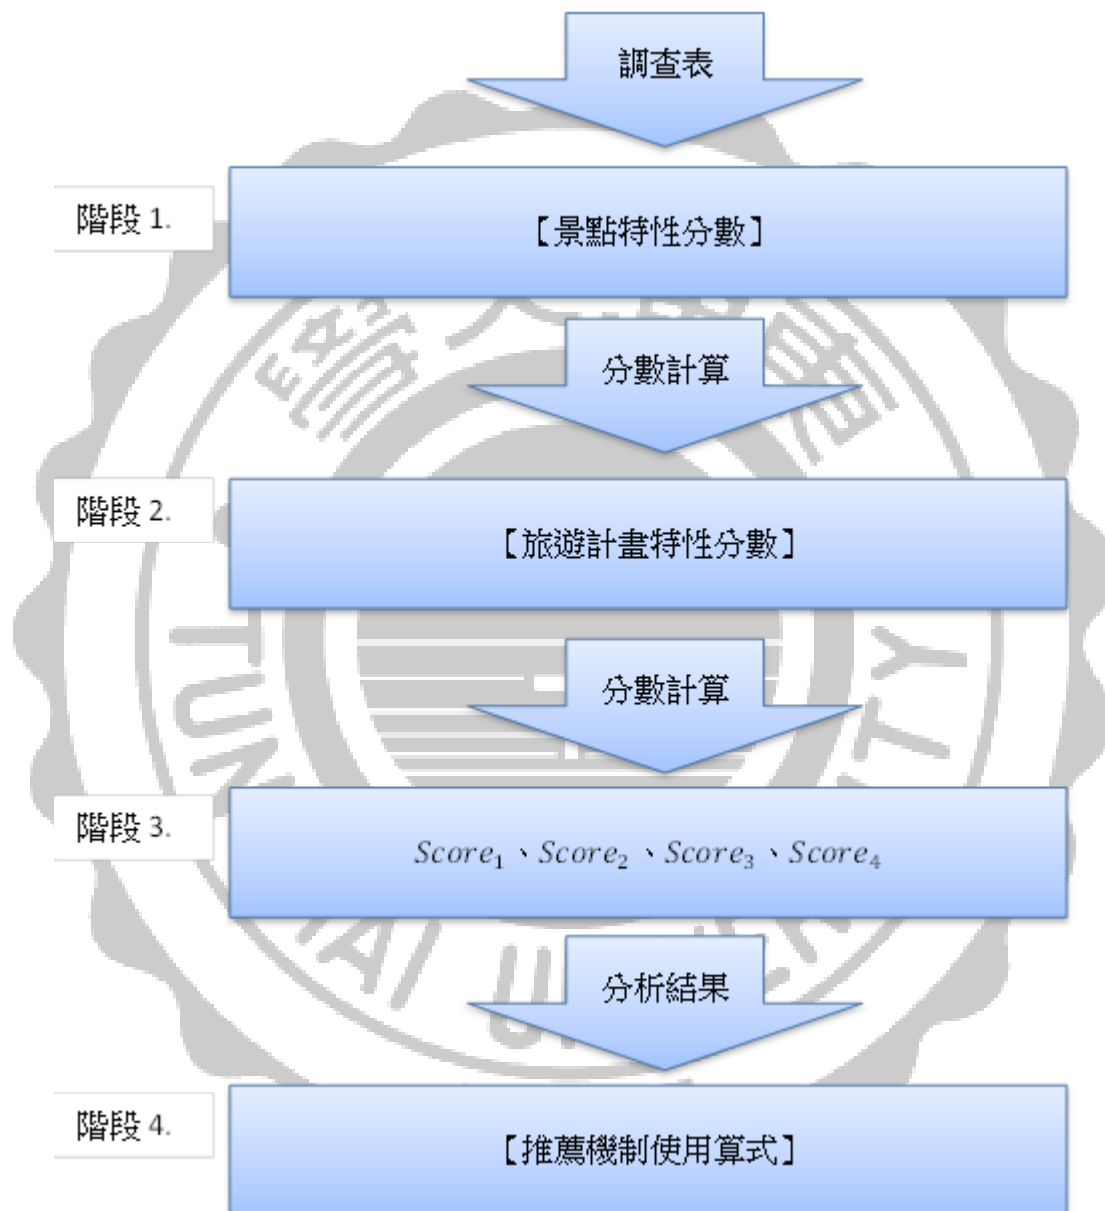 調查表
階段 1.
【景點特性分數】
分數計算
階段 2.
【旅遊計畫特性分數】
分數計算
階段 3.
Score₁、Score₂、Score₃、Score₄
分析結果
階段 4.
【推薦機制使用算式】